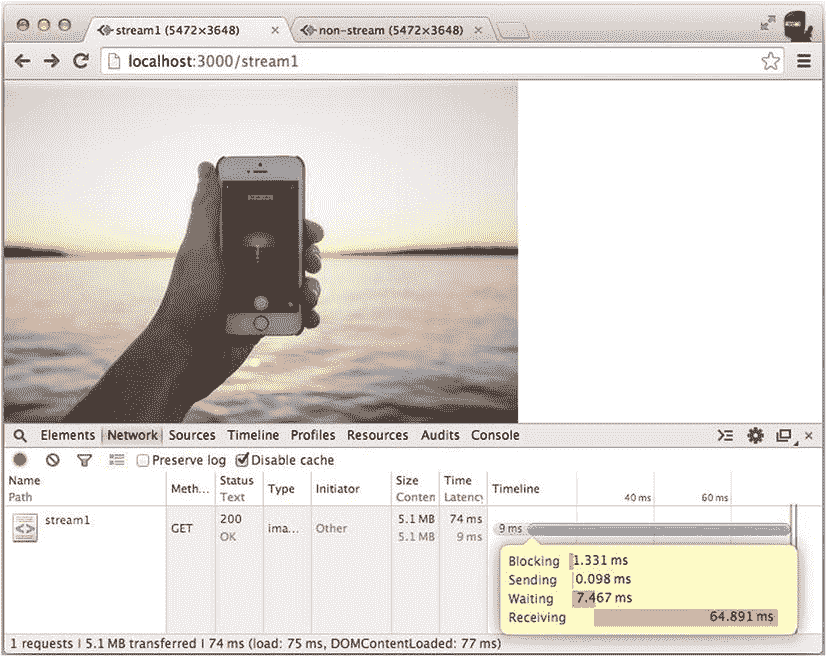 stream1 (5472×3648) × non-stream (5472×3648) ×
localhost:3000/stream1
Elements Network Sources Timeline Profiles Resources Audits Console
Preserve log Disable cache
Name Meth... Status Type Initiator Size Time Timeline 40 ms 60 ms
Path Text Conten Latency
stream1 GET 200 ima... Other 5.1 MB 74 ms 9 ms
OK 5.1 MB 9 ms
Blocking 1.331 ms
Sending 0.098 ms
Waiting 7.467 ms
Receiving 64.891 ms
1 requests | 5.1 MB transferred | 74 ms (load: 75 ms, DOMContentLoaded: 77 ms)